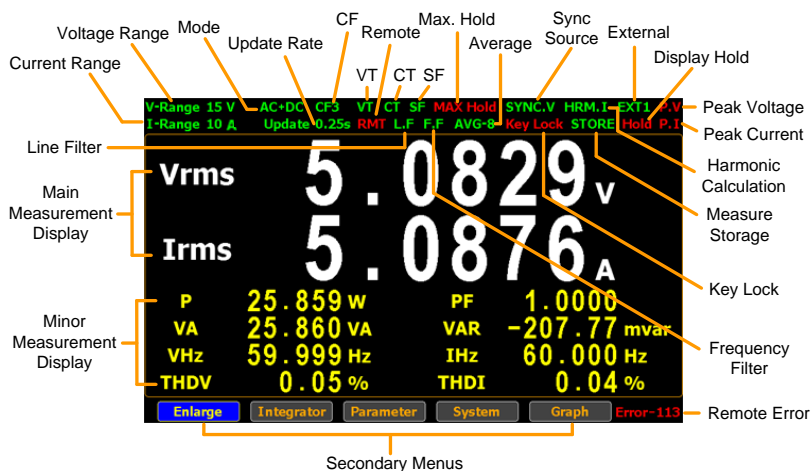 CF
Max. Hold
Sync
Source
Mode
Remote
External
Voltage Range
Update Rate
Average
Display Hold
Current Range
VT
CT
SF
V-Range 15 V AC+DC CF3 VT CT SF MAX Hold SYNC.V HRM.I EXT1 P.V
Peak Voltage
I-Range 10 A Update 0.25s RMT L.F F.F AVG-8 Key Lock STORE Hold P.I
Peak Current
Line Filter
Harmonic
Calculation
Main
Measurement
Display
Vrms 5.0829 V
Measure
Storage
Irms 5.0876 A
Key Lock
Minor
Measurement
Display
P 25.859 W PF 1.0000
VA 25.860 VA VAR -207.77 mvar
VHz 59.999 Hz IHz 60.000 Hz
THDV 0.05 % THDI 0.04 %
Frequency
Filter
Enlarge Integrator Parameter System Graph Error-113
Remote Error
Secondary Menus